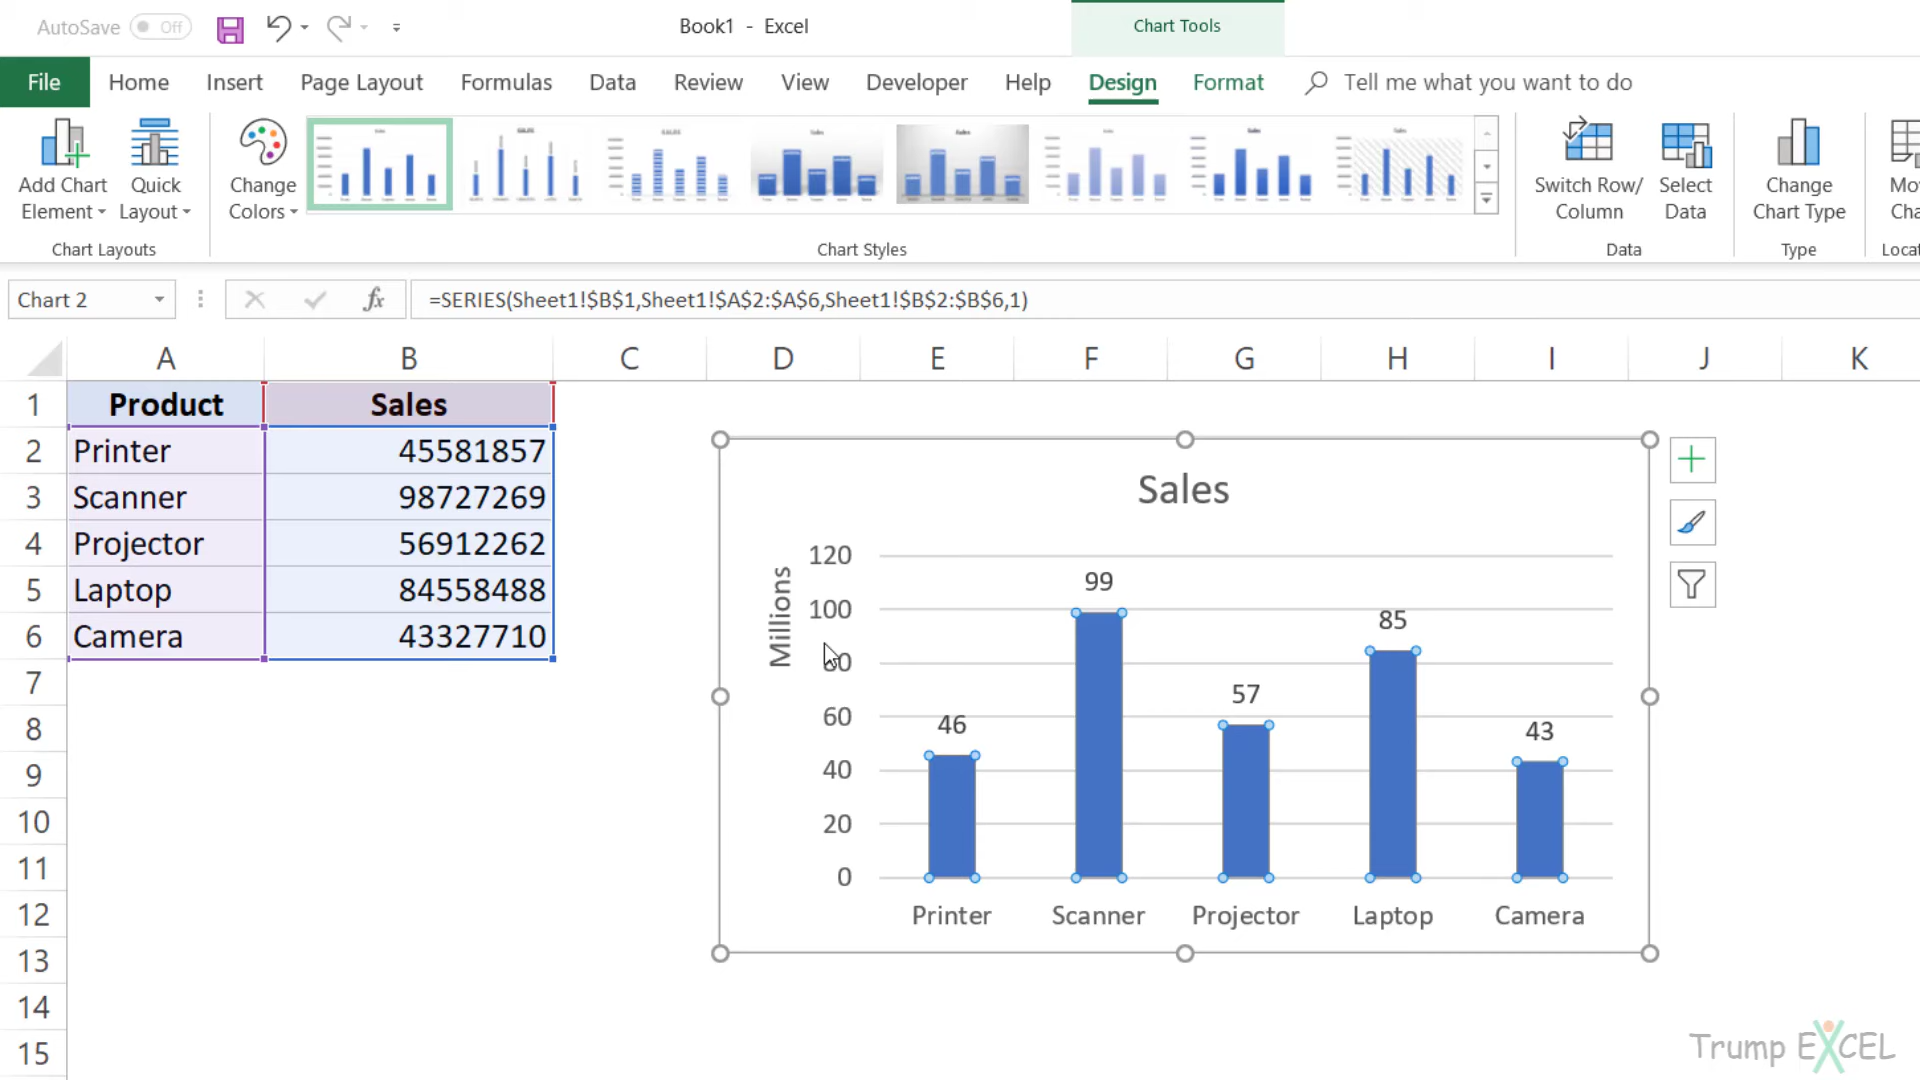 AutoSave Off
Book1 - Excel
Chart Tools
File Home Insert Page Layout Formulas Data Review View Developer Help Design Format Tell me what you want to do
Add Chart Element
Quick Layout
Change Colors
Switch Row/ Column
Select Data
Change Chart Type
Mo
Cha
Chart Layouts
Chart Styles
Data
Type
Locat
Chart 2
fx
=SERIES(Sheet1!$B$1,Sheet1!$A$2:$A$6,Sheet1!$B$2:$B$6,1)
A B C D E F G H I J K
1 Product Sales
2 Printer 45581857
3 Scanner 98727269
4 Projector 56912262
5 Laptop 84558488
6 Camera 43327710
7
8
9
10
11
12
13
14
15
Sales
Millions
120
100
60
40
20
0
46
99
57
85
43
Printer Scanner Projector Laptop Camera
Trump EXCEL